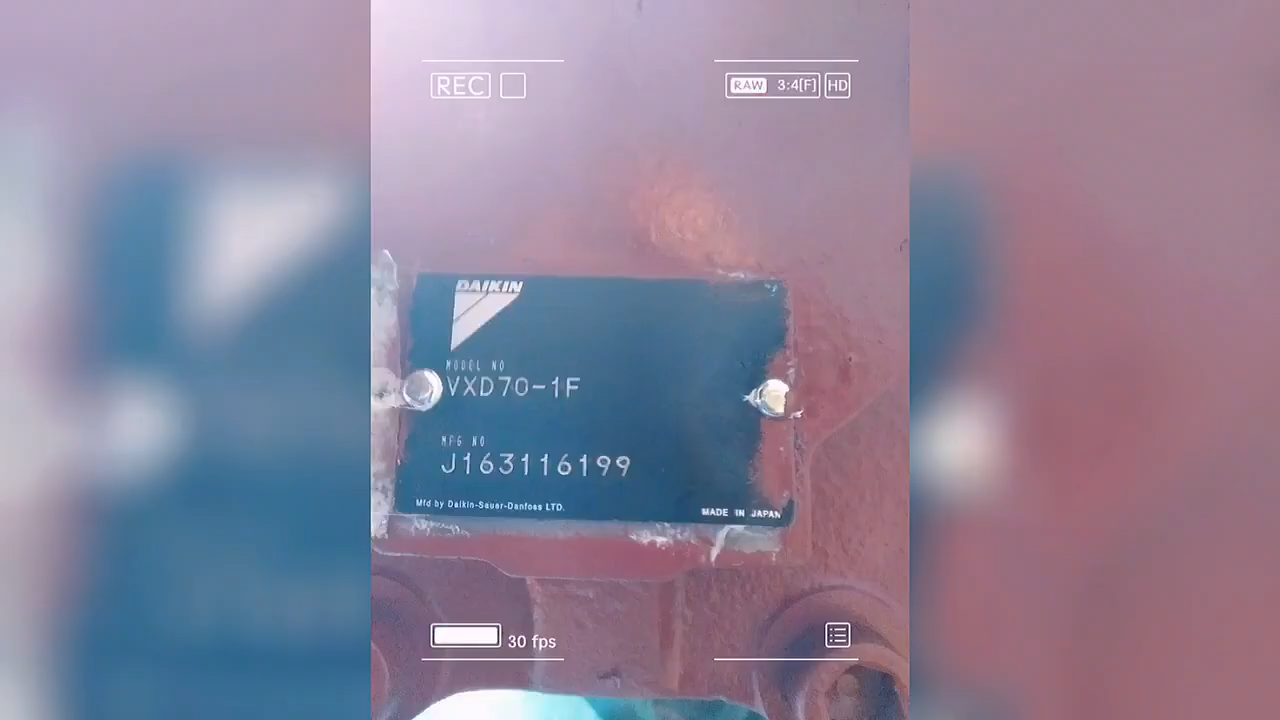 REC
RAW 3:4[F] HD
DAIKIN
MODEL NO
VXD70-1F
MFG NO
J163116199
Mfd by Daikin-Sauer-Danfoss LTD.
MADE IN JAPAN
30 fps